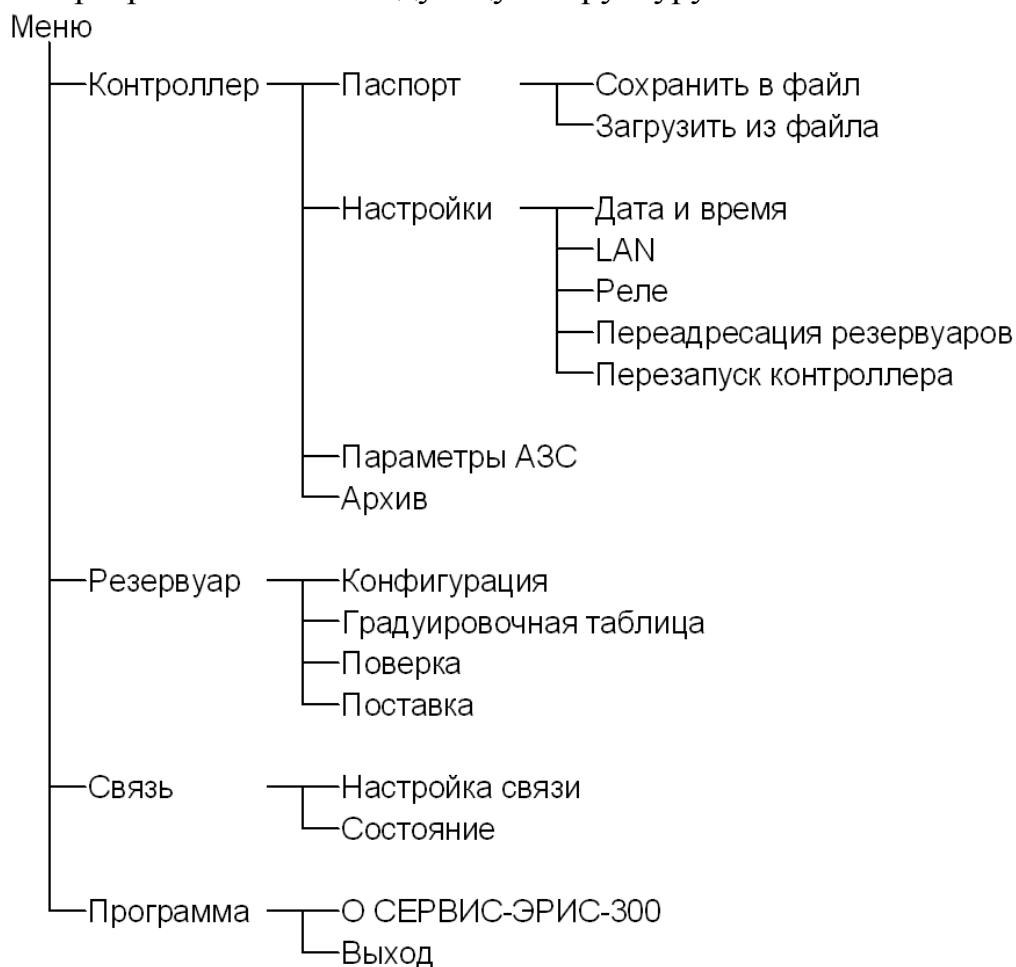 Меню
Контроллер Паспорт Сохранить в файл
Загрузить из файла
Настройки Дата и время
LAN
Реле
Переадресация резервуаров
Перезапуск контроллера
Параметры АЗС
Архив
Резервуар Конфигурация
Градуировочная таблица
Поверка
Поставка
Связь Настройка связи
Состояние
Программа О СЕРВИС-ЭРИС-300
Выход